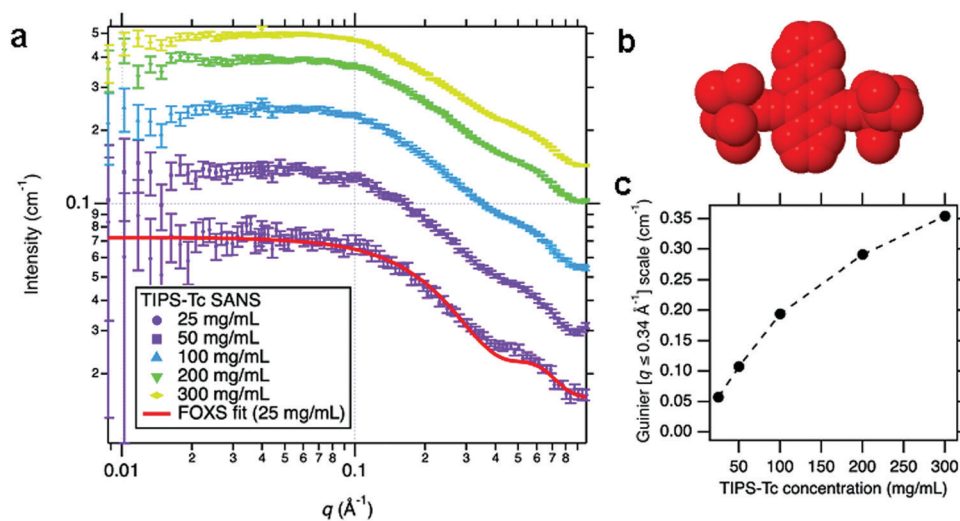 a
Intensity (cm⁻¹)
5
4
3
2
0.1
9
8
7
6
5
4
3
2
TIPS-Tc SANS
25 mg/mL
50 mg/mL
100 mg/mL
200 mg/mL
300 mg/mL
FOXS fit (25 mg/mL)
0.01 2 3 4 5 6 7 8 0.1 2 3 4 5 6 7 8
q (Å⁻¹)
b
c
Guinier [q ≤ 0.34 Å⁻¹] scale (cm⁻¹)
0.35
0.30
0.25
0.20
0.15
0.10
0.05
0.00
50 100 150 200 250 300
TIPS-Tc concentration (mg/mL)